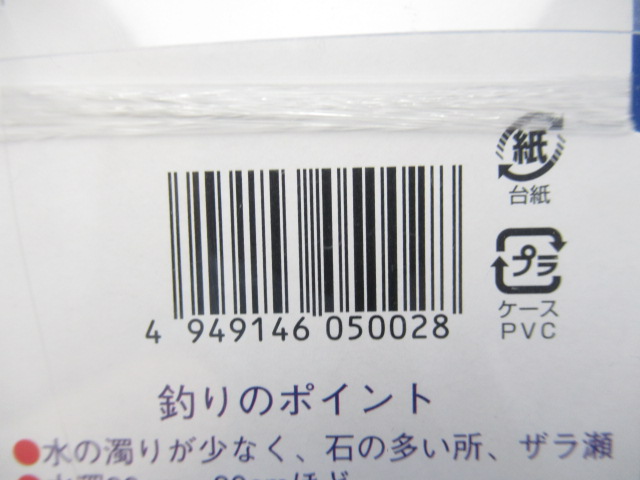 紙
台紙
プラ
ケース
PVC
4 949146 050028
釣りのポイント
●水の濁りが少なく、石の多い所、ザラ瀬